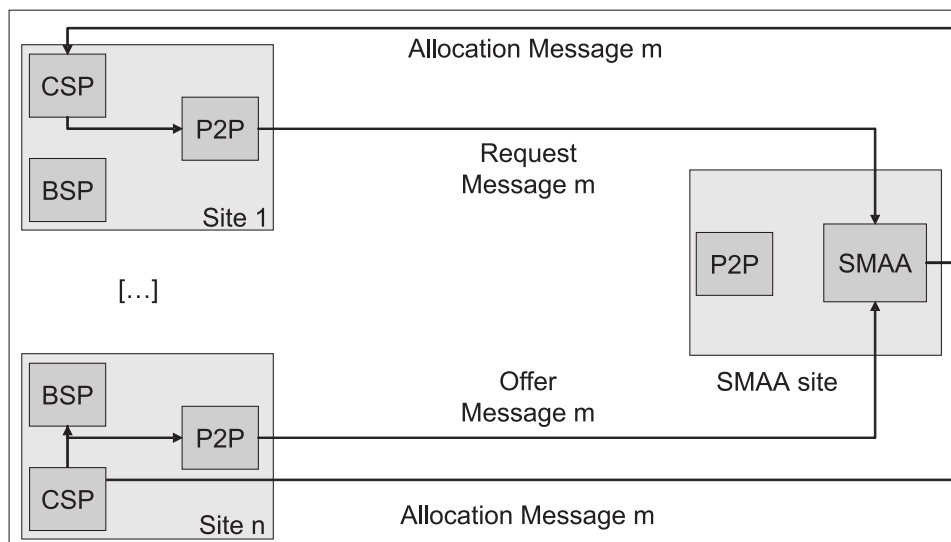 Allocation Message m
CSP
P2P
Request
Message m
BSP
Site 1
P2P
SMAA
[...]
SMAA site
BSP
Offer
Message m
P2P
CSP
Site n
Allocation Message m